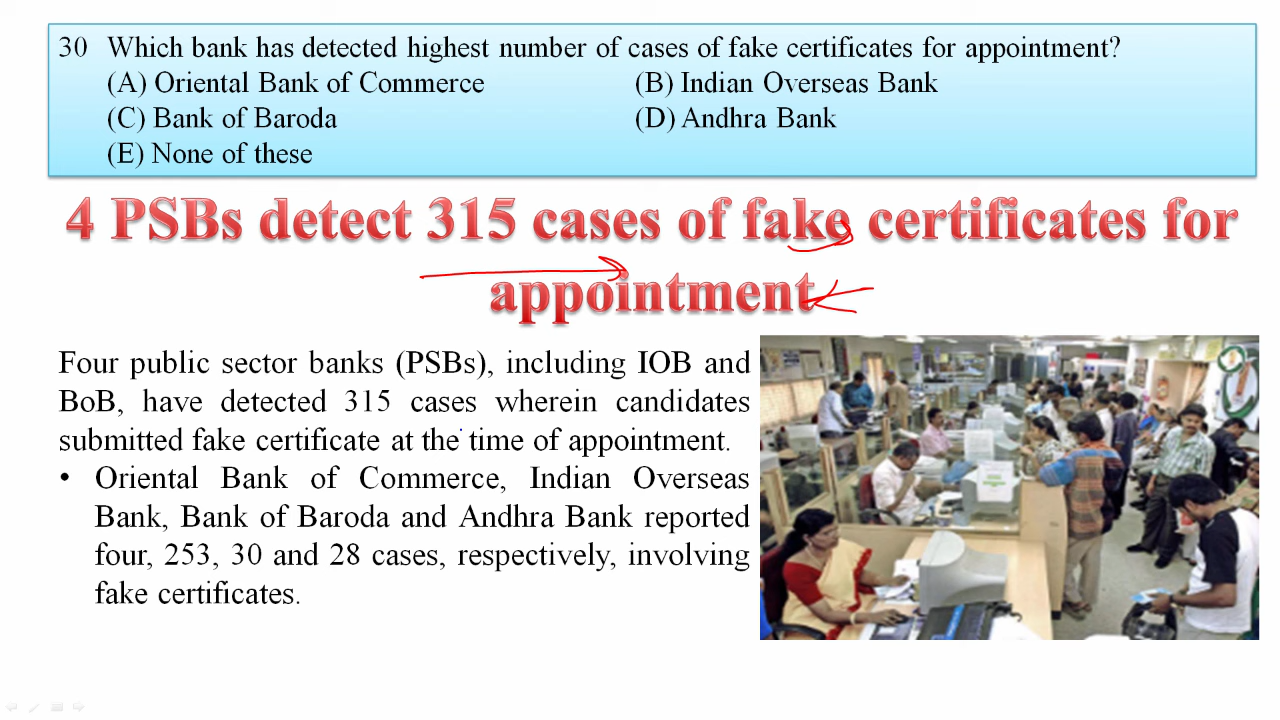 30 Which bank has detected highest number of cases of fake certificates for appointment?
(A) Oriental Bank of Commerce (B) Indian Overseas Bank
(C) Bank of Baroda (D) Andhra Bank
(E) None of these
4 PSBs detect 315 cases of fake certificates for
appointment
Four public sector banks (PSBs), including IOB and
BoB, have detected 315 cases wherein candidates
submitted fake certificate at the time of appointment.
• Oriental Bank of Commerce, Indian Overseas
Bank, Bank of Baroda and Andhra Bank reported
four, 253, 30 and 28 cases, respectively, involving
fake certificates.